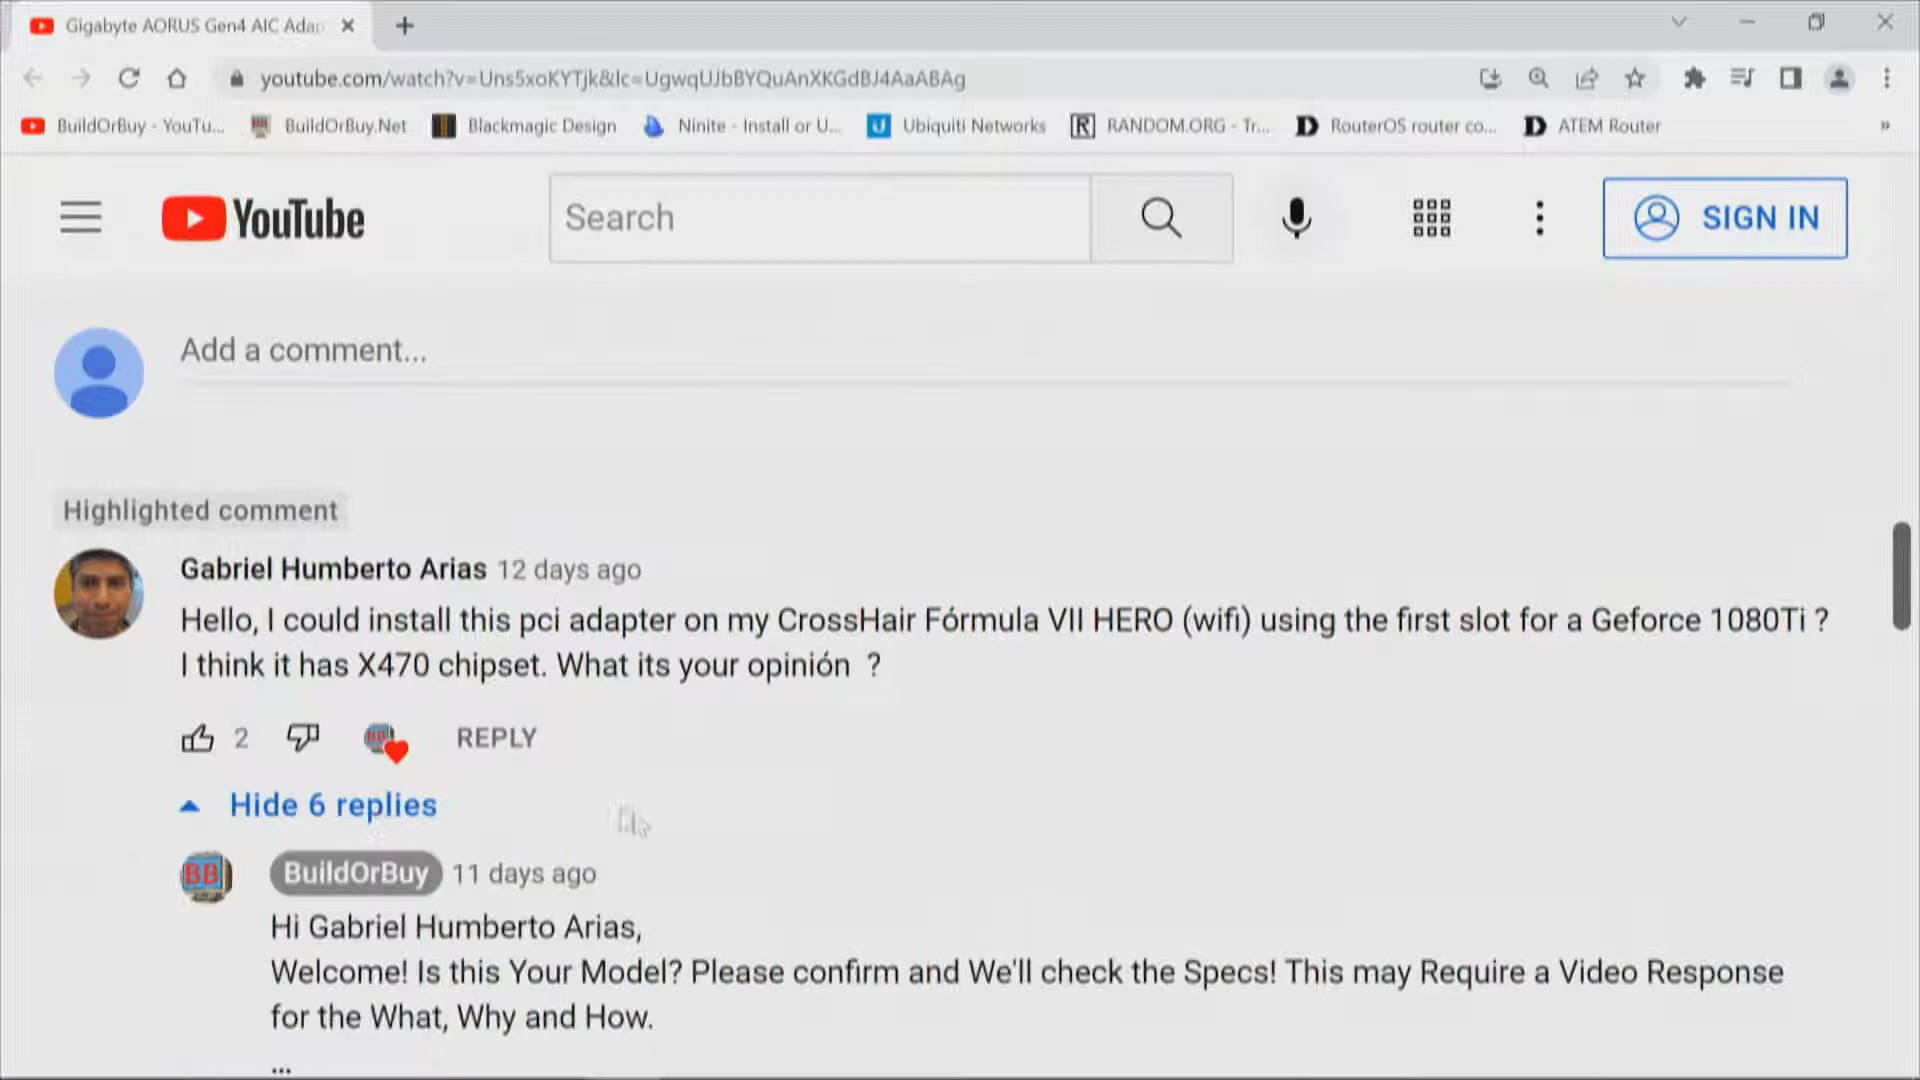 Gigabyte AORUS Gen4 AIC Ada
youtube.com/watch?v=Uns5xoKYTjk&lc=UgwqUJbBYQuAnXKGdBJ4AaABAg
BuildOrBuy - YouTu...
BuildOrBuy.Net
Blackmagic Design
Ninite - Install or U...
Ubiquiti Networks
RANDOM.ORG - Tr...
RouterOS router co...
ATEM Router
»
YouTube
Search
SIGN IN
Add a comment...
Highlighted comment
Gabriel Humberto Arias 12 days ago
Hello, I could install this pci adapter on my CrossHair Fórmula VII HERO (wifi) using the first slot for a Geforce 1080Ti ?
I think it has X470 chipset. What its your opinión ?
2
REPLY
Hide 6 replies
BB
BuildOrBuy 11 days ago
Hi Gabriel Humberto Arias,
Welcome! Is this Your Model? Please confirm and We'll check the Specs! This may Require a Video Response
for the What, Why and How.
...